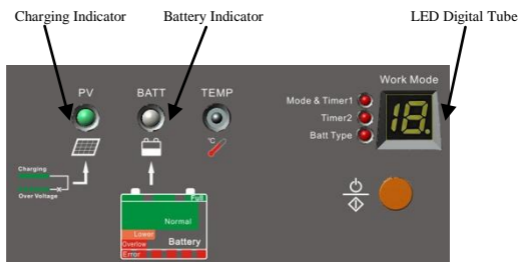 Charging Indicator
Battery Indicator
LED Digital Tube
PV
BATT
TEMP
Work Mode
Mode & Timer1
Timer2
Batt Type
18.
℃
Charging
Over Voltage
Full
Normal
Lower
Overlow
Battery
Error